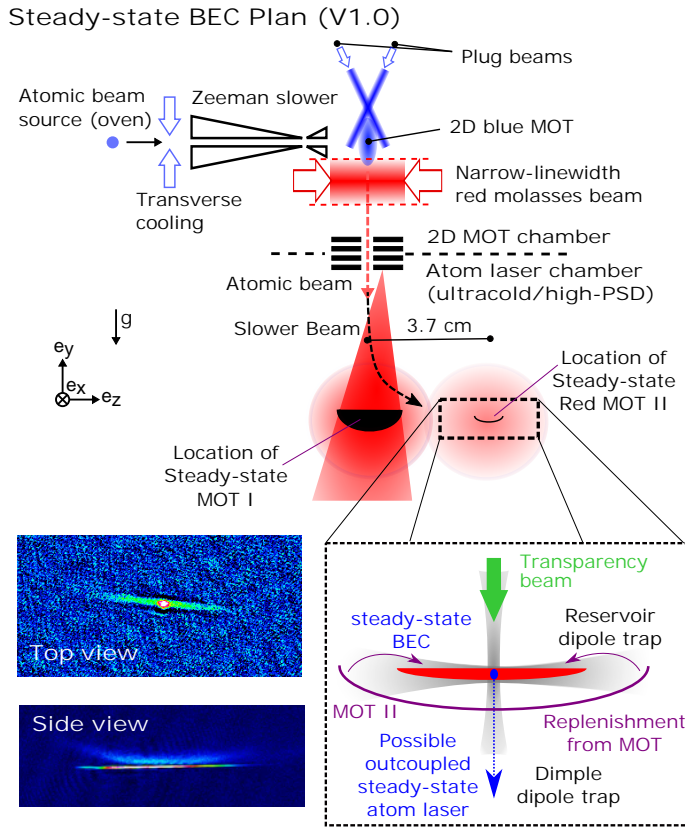 Steady-state BEC Plan (V1.0)
Plug beams
Atomic beam
source (oven)
Zeeman slower
2D blue MOT
Transverse
cooling
Narrow-linewidth
red molasses beam
2D MOT chamber
Atomic beam
Atom laser chamber
(ultracold/high-PSD)
Slower Beam
3.7 cm
g
e_y
e_x
e_z
Location of
Steady-state
Red MOT II
Location of
Steady-state
MOT I
Top view
Side view
Transparency
beam
steady-state
BEC
Reservoir
dipole trap
MOT II
Replenishment
from MOT
Possible
outcoupled
steady-state
atom laser
Dimple
dipole trap